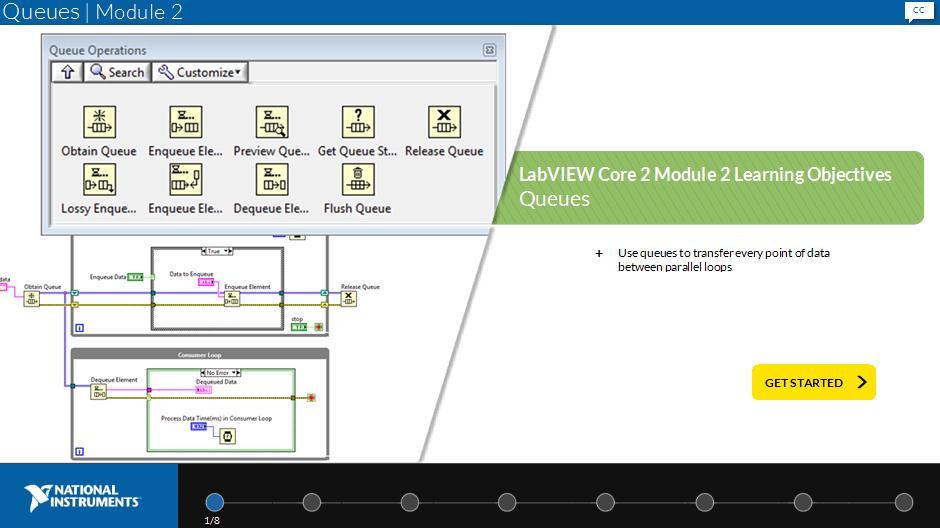 Queues | Module 2
CC
Queue Operations
Search
Customize
Obtain Queue
Enqueue Ele...
Preview Que...
Get Queue St...
Release Queue
Lossy Enque...
Enqueue Ele...
Dequeue Ele...
Flush Queue
LabVIEW Core 2 Module 2 Learning Objectives
Queues
+ Use queues to transfer every point of data
between parallel loops
True
Enqueue Data
Data to Enqueue
Obtain Queue
Enqueue Element
Release Queue
stop
Consumer Loop
Dequeue Element
No Error
Dequeued Data
Process Data Time(ms) in Consumer Loop
GET STARTED
NATIONAL
INSTRUMENTS
1/8